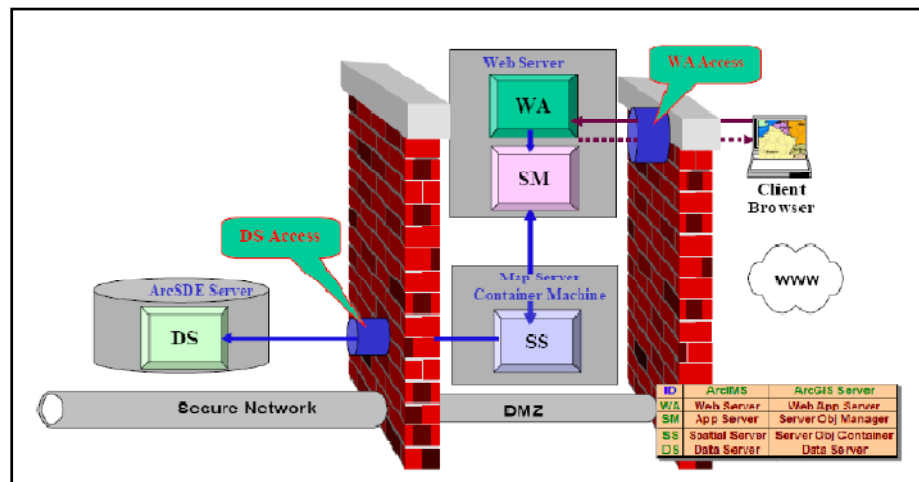 Web Server
WA
SM
WA Access
Client
Browser
WWW
DS Access
ArcSDE Server
DS
Map Server
Container Machine
SS
Secure Network
DMZ
ID ArcIMS ArcGIS Server
WA Web Server Web App Server
SM App Server Server Obj Manager
SS Spatial Server Server Obj Container
DS Data Server Data Server